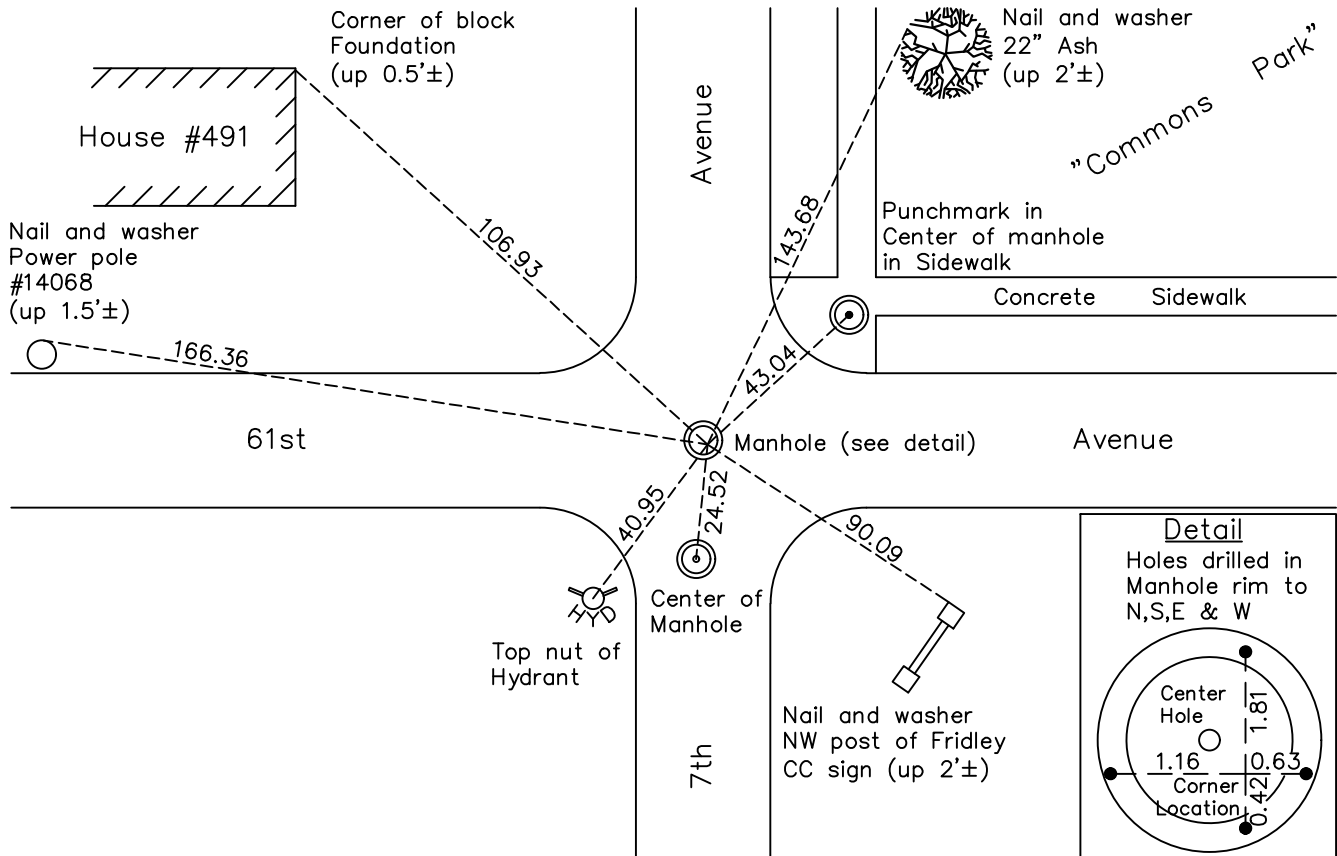 Corner of block
Foundation
(up 0.5'±)
Nail and washer
22" Ash
(up 2'±)
"Commons Park"
House #491
Avenue
Nail and washer
Power pole
#14068
(up 1.5'±)
106.93
143.68
Punchmark in
Center of manhole
in Sidewalk
Concrete Sidewalk
166.36
43.04
61st
Manhole (see detail)
Avenue
40.95
24.52
90.09
HYD
Top nut of
Hydrant
Center of
Manhole
Nail and washer
NW post of Fridley
CC sign (up 2'±)
7th
Detail
Holes drilled in
Manhole rim to
N,S,E & W
Center
Hole
1.81
1.16
0.63
Corner
Location
0.42